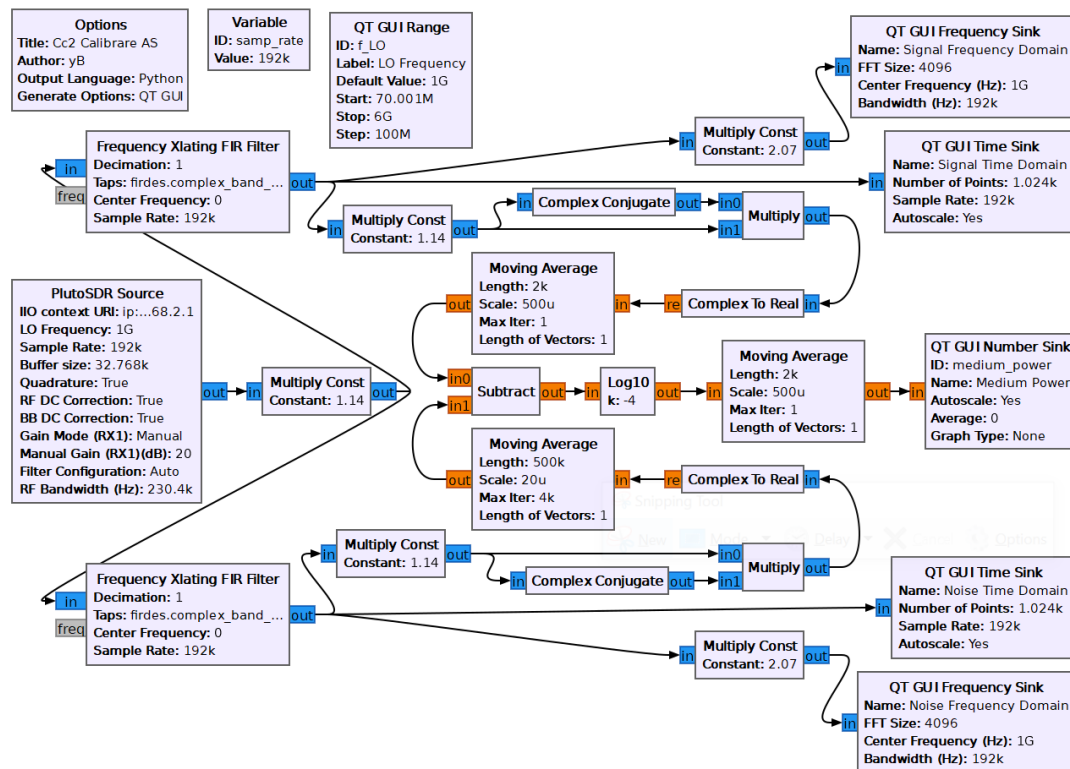 Options
Title: Cc2 Calibrare AS
Author: yB
Output Language: Python
Generate Options: QT GUI
Variable
ID: samp_rate
Value: 192k
QT GUI Range
ID: f_LO
Label: LO Frequency
Default Value: 1G
Start: 70.001M
Stop: 6G
Step: 100M
QT GUI Frequency Sink
Name: Signal Frequency Domain
FFT Size: 4096
Center Frequency (Hz): 1G
Bandwidth (Hz): 192k
in
Frequency Xlating FIR Filter
Decimation: 1
Taps: firdes.complex_band_...
Center Frequency: 0
Sample Rate: 192k
in
freq
out
Multiply Const
Constant: 2.07
in
out
QT GUI Time Sink
Name: Signal Time Domain
Number of Points: 1.024k
Sample Rate: 192k
Autoscale: Yes
in
Multiply Const
Constant: 1.14
in
out
in
Complex Conjugate
out
in0
in1
Multiply
out
PlutoSDR Source
IIO context URI: ip:...68.2.1
LO Frequency: 1G
Sample Rate: 192k
Buffer size: 32.768k
Quadrature: True
RF DC Correction: True
BB DC Correction: True
Gain Mode (RX1): Manual
Manual Gain (RX1)(dB): 20
Filter Configuration: Auto
RF Bandwidth (Hz): 230.4k
out
in
Multiply Const
Constant: 1.14
out
Moving Average
Length: 2k
Scale: 500u
Max Iter: 1
Length of Vectors: 1
out
in
re
Complex To Real
in
in0
in1
Subtract
out
in
Log10
k: -4
out
in
Moving Average
Length: 2k
Scale: 500u
Max Iter: 1
Length of Vectors: 1
out
in
QT GUI Number Sink
ID: medium_power
Name: Medium Power
Autoscale: Yes
Average: 0
Graph Type: None
Moving Average
Length: 500k
Scale: 20u
Max Iter: 4k
Length of Vectors: 1
out
in
re
Complex To Real
in
Snipping Tool
New
Mode
Delay
Options
Multiply Const
Constant: 1.14
in
out
in
Complex Conjugate
out
in0
in1
Multiply
out
Frequency Xlating FIR Filter
Decimation: 1
Taps: firdes.complex_band_...
Center Frequency: 0
Sample Rate: 192k
in
freq
out
QT GUI Time Sink
Name: Noise Time Domain
Number of Points: 1.024k
Sample Rate: 192k
Autoscale: Yes
in
Multiply Const
Constant: 2.07
in
out
QT GUI Frequency Sink
Name: Noise Frequency Domain
FFT Size: 4096
Center Frequency (Hz): 1G
Bandwidth (Hz): 192k
in